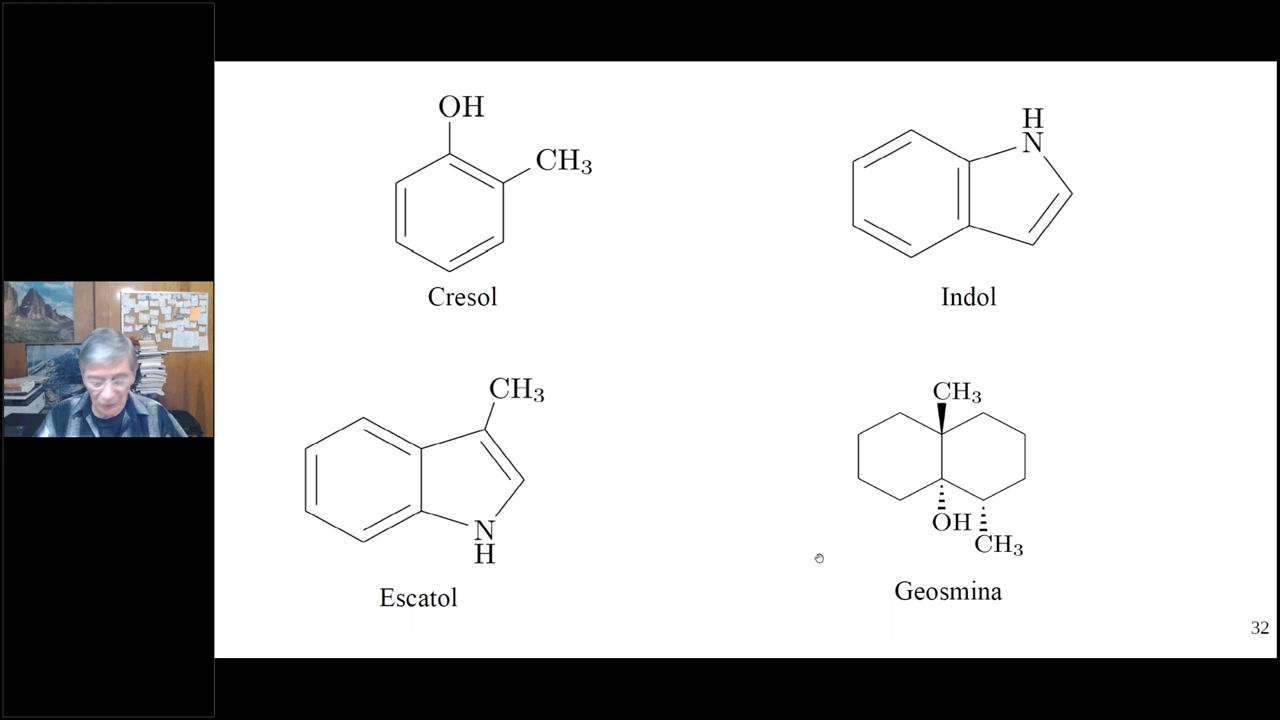 OH
CH₃
Cresol
H
N
Indol
CH₃
N
H
Escatol
CH₃
OH
CH₃
Geosmina
32